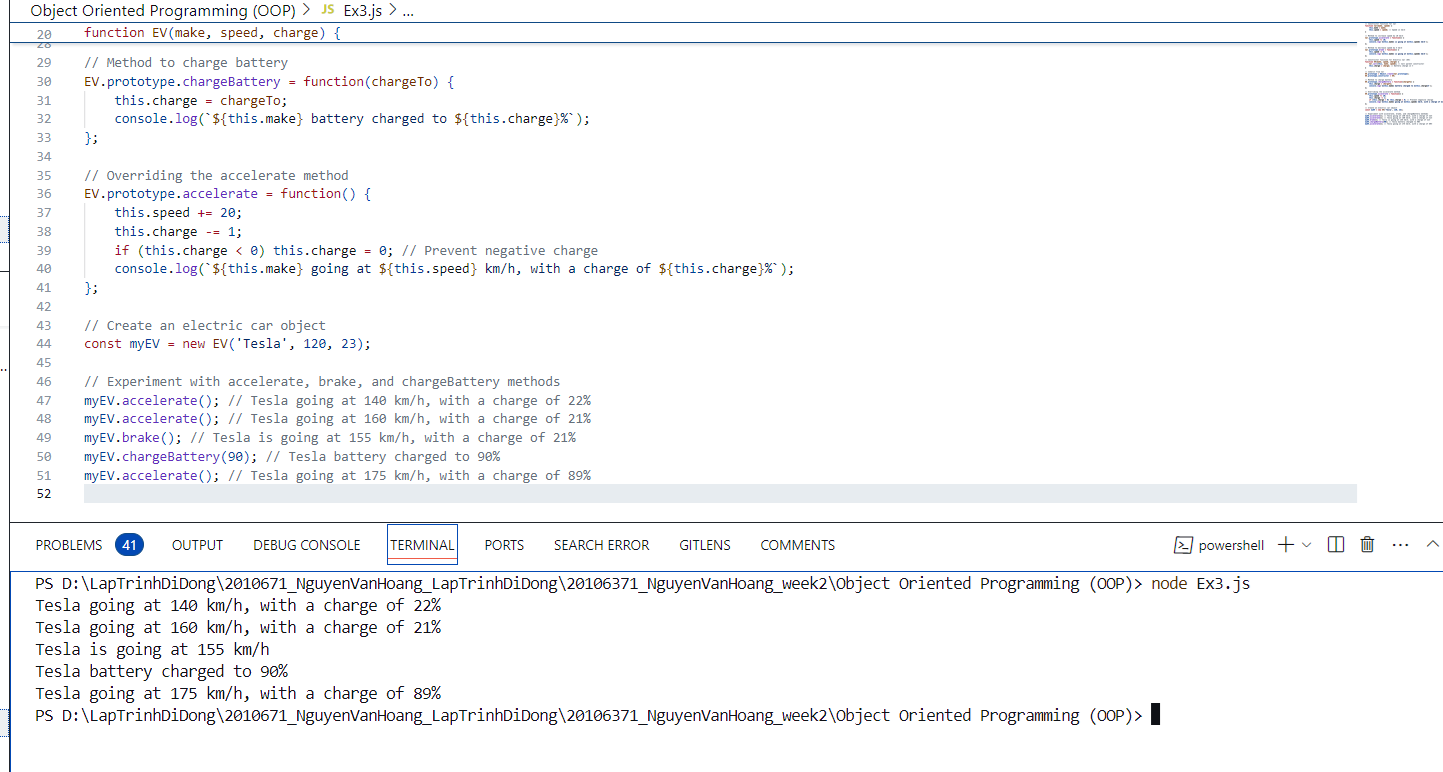 Object Oriented Programming (OOP) > JS Ex3.js > ...
20 function EV(make, speed, charge) {
28
29 // Method to charge battery
30 EV.prototype.chargeBattery = function(chargeTo) {
31 this.charge = chargeTo;
32 console.log(`${this.make} battery charged to ${this.charge}%`);
33 };
34
35 // Overriding the accelerate method
36 EV.prototype.accelerate = function() {
37 this.speed += 20;
38 this.charge -= 1;
39 if (this.charge < 0) this.charge = 0; // Prevent negative charge
40 console.log(`${this.make} going at ${this.speed} km/h, with a charge of ${this.charge}%`);
41 };
42
43 // Create an electric car object
44 const myEV = new EV('Tesla', 120, 23);
45
46 // Experiment with accelerate, brake, and chargeBattery methods
47 myEV.accelerate(); // Tesla going at 140 km/h, with a charge of 22%
48 myEV.accelerate(); // Tesla going at 160 km/h, with a charge of 21%
49 myEV.brake(); // Tesla is going at 155 km/h, with a charge of 21%
50 myEV.chargeBattery(90); // Tesla battery charged to 90%
51 myEV.accelerate(); // Tesla going at 175 km/h, with a charge of 89%
52
PROBLEMS 41 OUTPUT DEBUG CONSOLE TERMINAL PORTS SEARCH ERROR GITLENS COMMENTS powershell
PS D:\LapTrinhDiDong\2010671_NguyenVanHoang_LapTrinhDiDong\20106371_NguyenVanHoang_week2\Object Oriented Programming (OOP)> node Ex3.js
Tesla going at 140 km/h, with a charge of 22%
Tesla going at 160 km/h, with a charge of 21%
Tesla is going at 155 km/h
Tesla battery charged to 90%
Tesla going at 175 km/h, with a charge of 89%
PS D:\LapTrinhDiDong\2010671_NguyenVanHoang_LapTrinhDiDong\20106371_NguyenVanHoang_week2\Object Oriented Programming (OOP)>